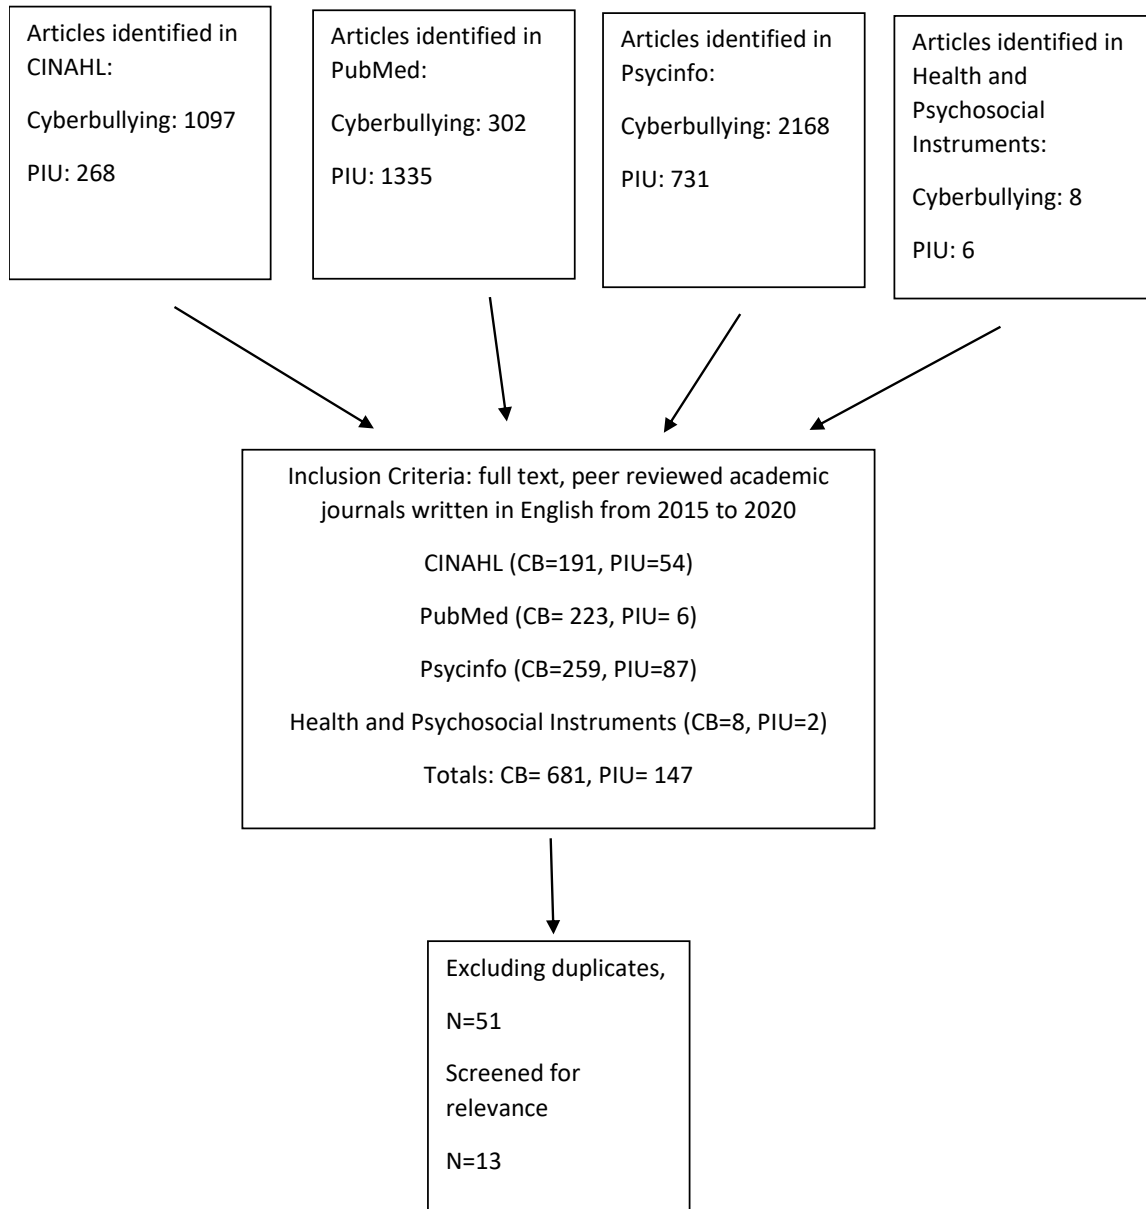 Articles identified in
CINAHL:
Cyberbullying: 1097
PIU: 268
Articles identified in
PubMed:
Cyberbullying: 302
PIU: 1335
Articles identified in
Psycinfo:
Cyberbullying: 2168
PIU: 731
Articles identified in
Health and
Psychosocial
Instruments:
Cyberbullying: 8
PIU: 6
Inclusion Criteria: full text, peer reviewed academic
journals written in English from 2015 to 2020
CINAHL (CB=191, PIU=54)
PubMed (CB= 223, PIU= 6)
Psycinfo (CB=259, PIU=87)
Health and Psychosocial Instruments (CB=8, PIU=2)
Totals: CB= 681, PIU= 147
Excluding duplicates,
N=51
Screened for
relevance
N=13